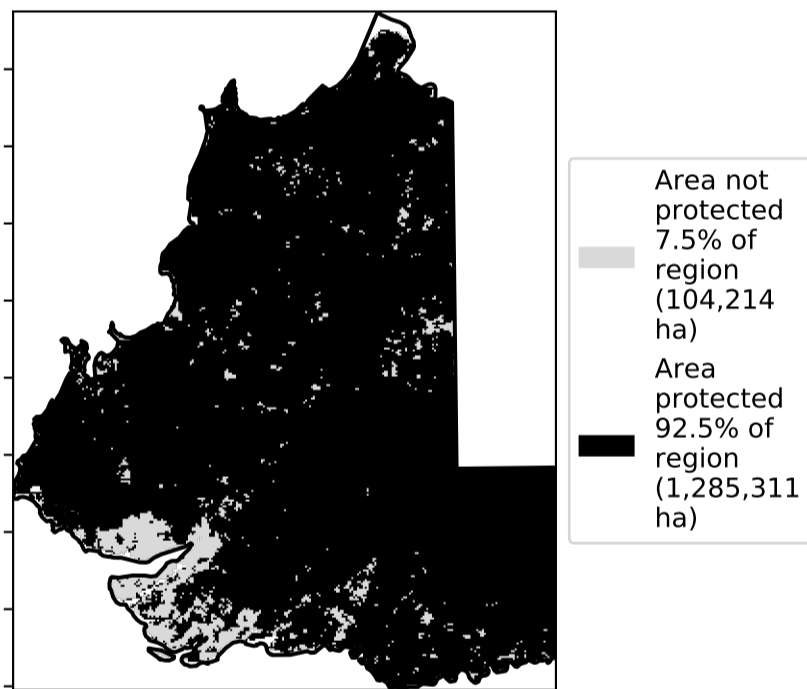 Area not
protected
7.5% of
region
(104,214
ha)
Area
protected
92.5% of
region
(1,285,311
ha)